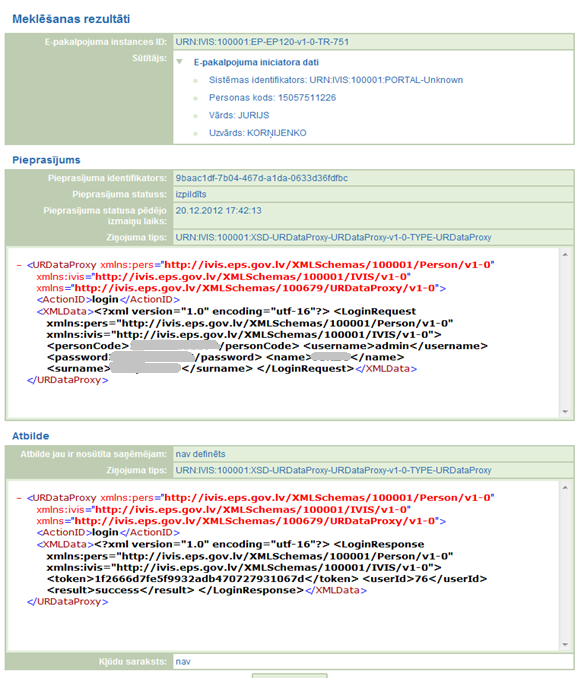 Meklēšanas rezultāti
E-pakalpojuma instances ID: URN:IVIS:100001:EP-EP120-v1-0-TR-751
Sūtītājs: E-pakalpojuma iniciatora dati
Sistēmas identifikators: URN:IVIS:100001:PORTAL-Unknown
Personas kods: 15057511226
Vārds: JURIJS
Uzvārds: KORŅIJENKO
Pieprasījums
Pieprasījuma identifikators: 9baac1df-7b04-467d-a1da-0633d36fdfbc
Pieprasījuma statuss: izpildīts
Pieprasījuma statusa pēdējo izmaiņu laiks: 20.12.2012 17:42:13
Ziņojuma tips: URN:IVIS:100001:XSD-URDataProxy-URDataProxy-v1-0-TYPE-URDataProxy
- <URDataProxy xmlns:pers="http://ivis.eps.gov.lv/XMLSchemas/100001/Person/v1-0"
xmlns:ivis="http://ivis.eps.gov.lv/XMLSchemas/100001/IVIS/v1-0"
xmlns="http://ivis.eps.gov.lv/XMLSchemas/100679/URDataProxy/v1-0">
<ActionID>login</ActionID>
<XMLData><?xml version="1.0" encoding="utf-16"?> <LoginRequest
xmlns:pers="http://ivis.eps.gov.lv/XMLSchemas/100001/Person/v1-0"
xmlns:ivis="http://ivis.eps.gov.lv/XMLSchemas/100001/IVIS/v1-0">
<personCode> /personCode> <username>admin</username>
<password /password> <name> </name>
<surname> </surname> </LoginRequest></XMLData>
</URDataProxy>
Atbilde
Atbilde jau ir nosūtīta saņēmējam: nav definēts
Ziņojuma tips: URN:IVIS:100001:XSD-URDataProxy-URDataProxy-v1-0-TYPE-URDataProxy
- <URDataProxy xmlns:pers="http://ivis.eps.gov.lv/XMLSchemas/100001/Person/v1-0"
xmlns:ivis="http://ivis.eps.gov.lv/XMLSchemas/100001/IVIS/v1-0"
xmlns="http://ivis.eps.gov.lv/XMLSchemas/100679/URDataProxy/v1-0">
<ActionID>login</ActionID>
<XMLData><?xml version="1.0" encoding="utf-16"?> <LoginResponse
xmlns:pers="http://ivis.eps.gov.lv/XMLSchemas/100001/Person/v1-0"
xmlns:ivis="http://ivis.eps.gov.lv/XMLSchemas/100001/IVIS/v1-0">
<token>1f2666d7fe5f9932adb470727931067d</token> <userId>76</userId>
<result>success</result> </LoginResponse></XMLData>
</URDataProxy>
Kļūdu saraksts: nav